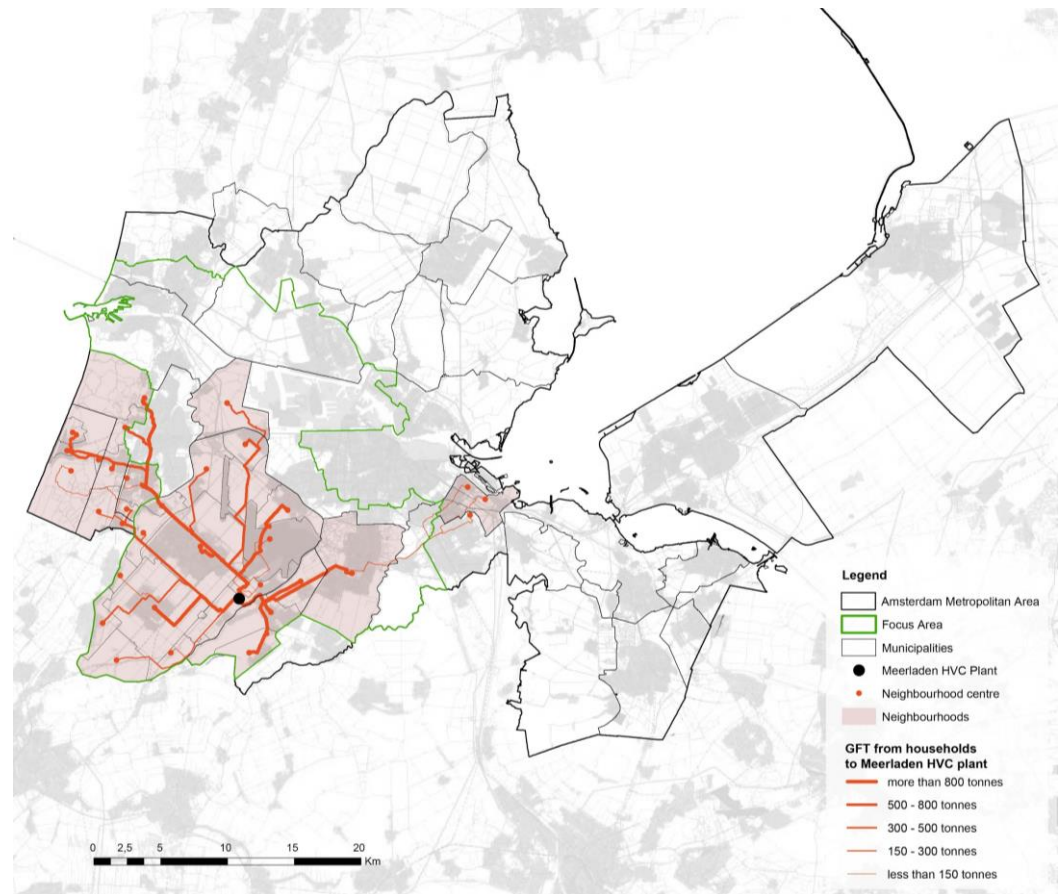 Legend
Amsterdam Metropolitan Area
Focus Area
Municipalities
Meerladen HVC Plant
Neighbourhood centre
Neighbourhoods
GFT from households
to Meerladen HVC plant
more than 800 tonnes
500 - 800 tonnes
300 - 500 tonnes
150 - 300 tonnes
less than 150 tonnes
0 2,5 5 10 15 20
Km